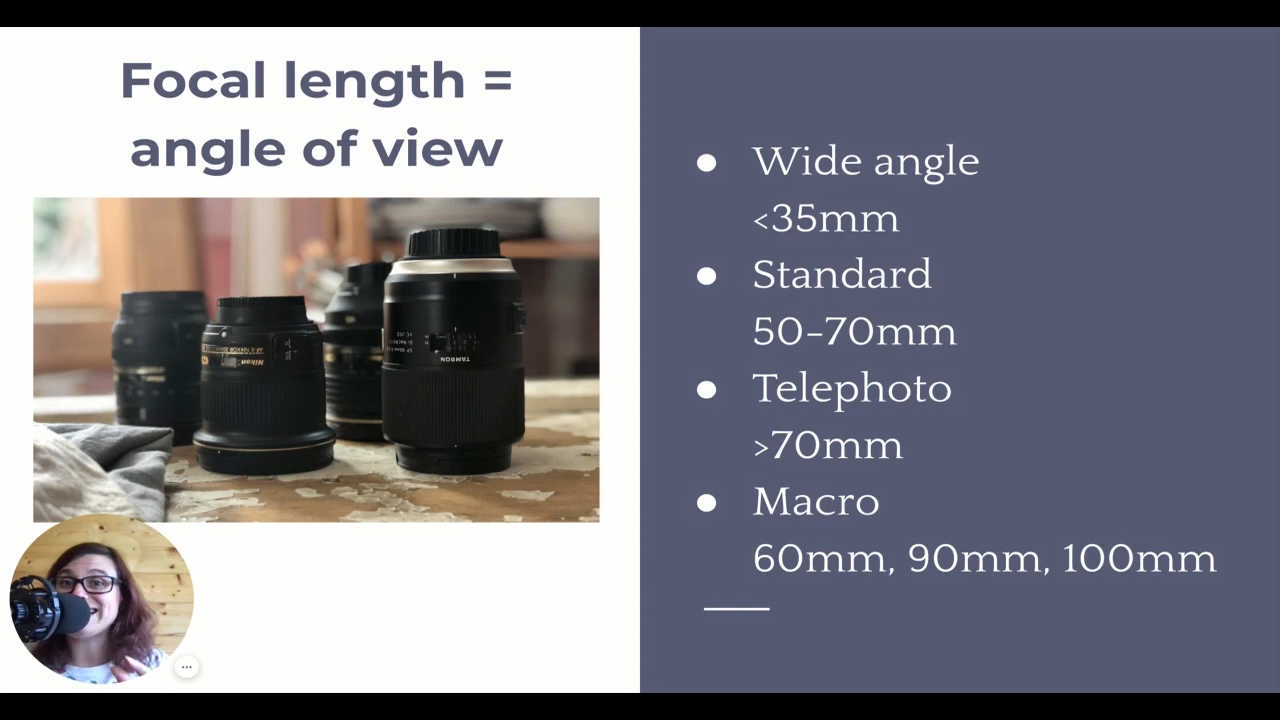 Focal length =
angle of view
● Wide angle
<35mm
● Standard
50-70mm
● Telephoto
>70mm
● Macro
60mm, 90mm, 100mm
Nikon
TAMRON